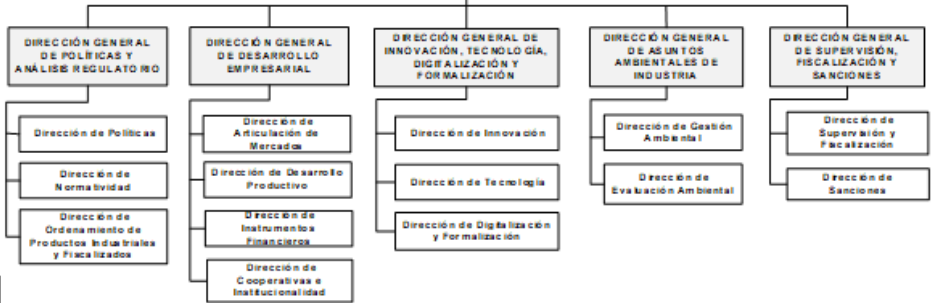 DIRECCIÓN GENERAL
DE POLÍTICAS Y
ANÁLISIS REGULATORIO
Dirección de Políticas
Dirección de
Normatividad
Dirección de
Ordenamiento de
Productos Industriales
y Fiscalizados
DIRECCIÓN GENERAL
DE DESARROLLO
EMPRESARIAL
Dirección de
Articulación de
Mercados
Dirección de Desarrollo
Productivo
Dirección de
Instrumentos
Financieros
Dirección de
Cooperativas e
Institucionalidad
DIRECCIÓN GENERAL DE
INNOVACIÓN, TECNOLOGÍA,
DIGITALIZACIÓN Y
FORMALIZACIÓN
Dirección de Innovación
Dirección de Tecnología
Dirección de Digitalización
y Formalización
DIRECCIÓN GENERAL
DE ASUNTOS
AMBIENTALES DE
INDUSTRIA
Dirección de Gestión
Ambiental
Dirección de
Evaluación Ambiental
DIRECCIÓN GENERAL
DE SUPERVISIÓN,
FISCALIZACIÓN Y
SANCIONES
Dirección de
Supervisión y
Fiscalización
Dirección de
Sanciones